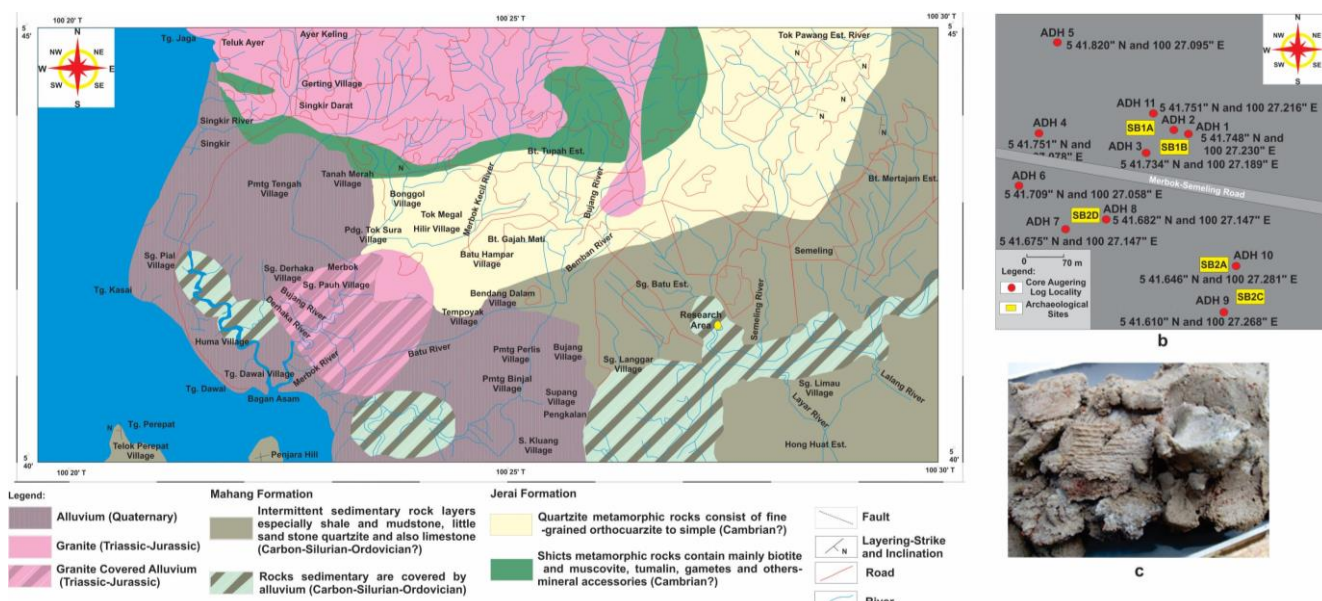 100 20' T
100 25' T
100 30' T
5
45'
5
45'
N
NW
NE
W
E
SW
SE
S
Tg. Jaga
Teluk Ayer
Ayer Keling
Tok Pawang Est. River
N
N
N
N
N
Gerting Village
Singkir Darat
Singkir River
Singkir
Bt. Tupah Est.
N
Tanah Merah
Village
Pmtg Tengah
Village
Bonggol
Village
Merbok Kecil River
Bujang River
Bt. Mertajam Est.
Tok Megal
Hilir Village
Pdg. Tok Sura
Village
Bt. Gajah Mati
Batu Hampar
Village
Bemban River
Semeling
Sg. Pial
Village
Merbok
Sg. Derhaka
Village
Sg. Pauh Village
Bujang River
Derhaka River
Sg. Batu Est.
Bendang Dalam
Village
Semeling River
Tg. Kasai
Tempoyak
Village
Research
Area
Huma Village
Pmtg Perlis
Village
Bujang
Village
Batu River
Merbok River
Tg. Dawai Village
Tg. Dawai
Bagan Asam
Sg. Langgar
Village
Pmtg Binjal
Village
Supang
Village
Pengkalan
Sg. Limau
Village
Lalang River
Layar River
Tg. Perepat
N
Telok Perepat
Village
Penjara Hill
S. Kluang
Village
Hong Huat Est.
5
40'
5
40'
100 20' T
100 25' T
100 30' T
Legend:
Alluvium (Quaternary)
Granite (Triassic-Jurassic)
Granite Covered Alluvium
(Triassic-Jurassic)
Mahang Formation
Intermittent sedimentary rock layers
especially shale and mudstone, little
sand stone quartzite and also limestone
(Carbon-Silurian-Ordovician?)
Rocks sedimentary are covered by
alluvium (Carbon-Silurian-Ordovician)
Jerai Formation
Quartzite metamorphic rocks consist of fine
-grained orthocuarzite to simple (Cambrian?)
Shicts metamorphic rocks contain mainly biotite
and muscovite, tumalin, gametes and others-
mineral accessories (Cambrian?)
Fault
N
Layering-Strike
and Inclination
Road
River
ADH 5
5 41.820" N and 100 27.095" E
N
NW
NE
W
E
SW
SE
S
ADH 11
5 41.751" N and 100 27.216" E
ADH 2
SB1A
ADH 1
ADH 4
5 41.751" N and
SB1B
5 41.748" N and
100 27.230" E
ADH 3
5 41.734" N and 100 27.189" E
Merbok-Semeling Road
ADH 6
5 41.709" N and 100 27.058" E
SB2D
ADH 8
5 41.682" N and 100 27.147" E
ADH 7
5 41.675" N and 100 27.147" E
0
70 m
SB2A
ADH 10
5 41.646" N and 100 27.281" E
Legend:
Core Augering
Log Locality
Archaeological
Sites
SB2C
ADH 9
5 41.610" N and 100 27.268" E
b
c